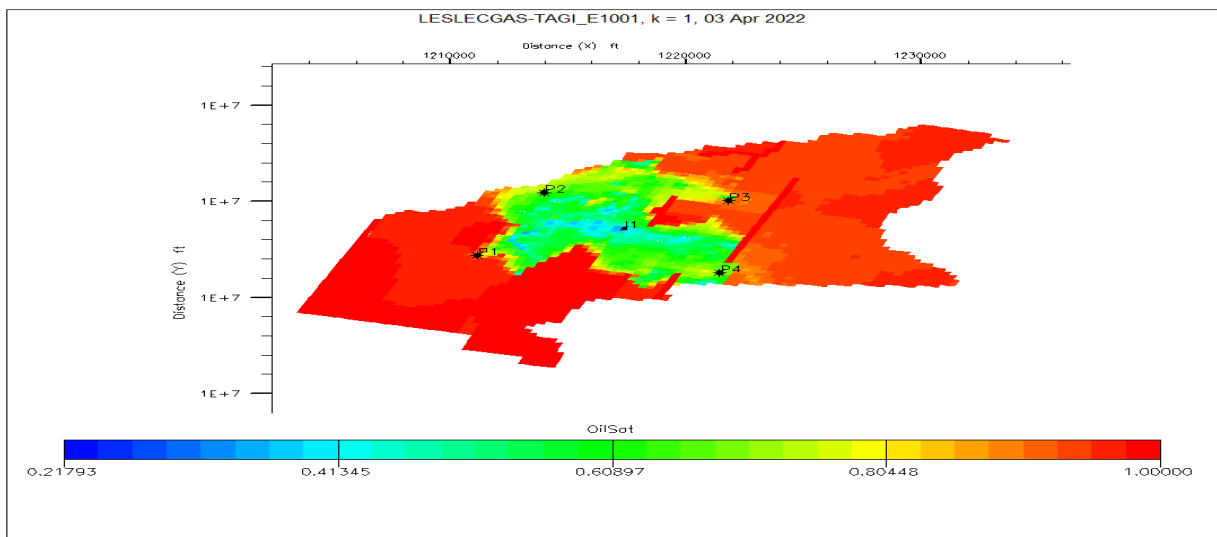 LESLECGAS-TAGI_E1001, k = 1, 03 Apr 2022
Distance (X) ft
1210000 1220000 1230000
Distance (Y) ft
1E+7
1E+7
1E+7
1E+7
P2
P3
I1
P1
P4
OilSat
0.21793 0.41345 0.60897 0.80448 1.00000